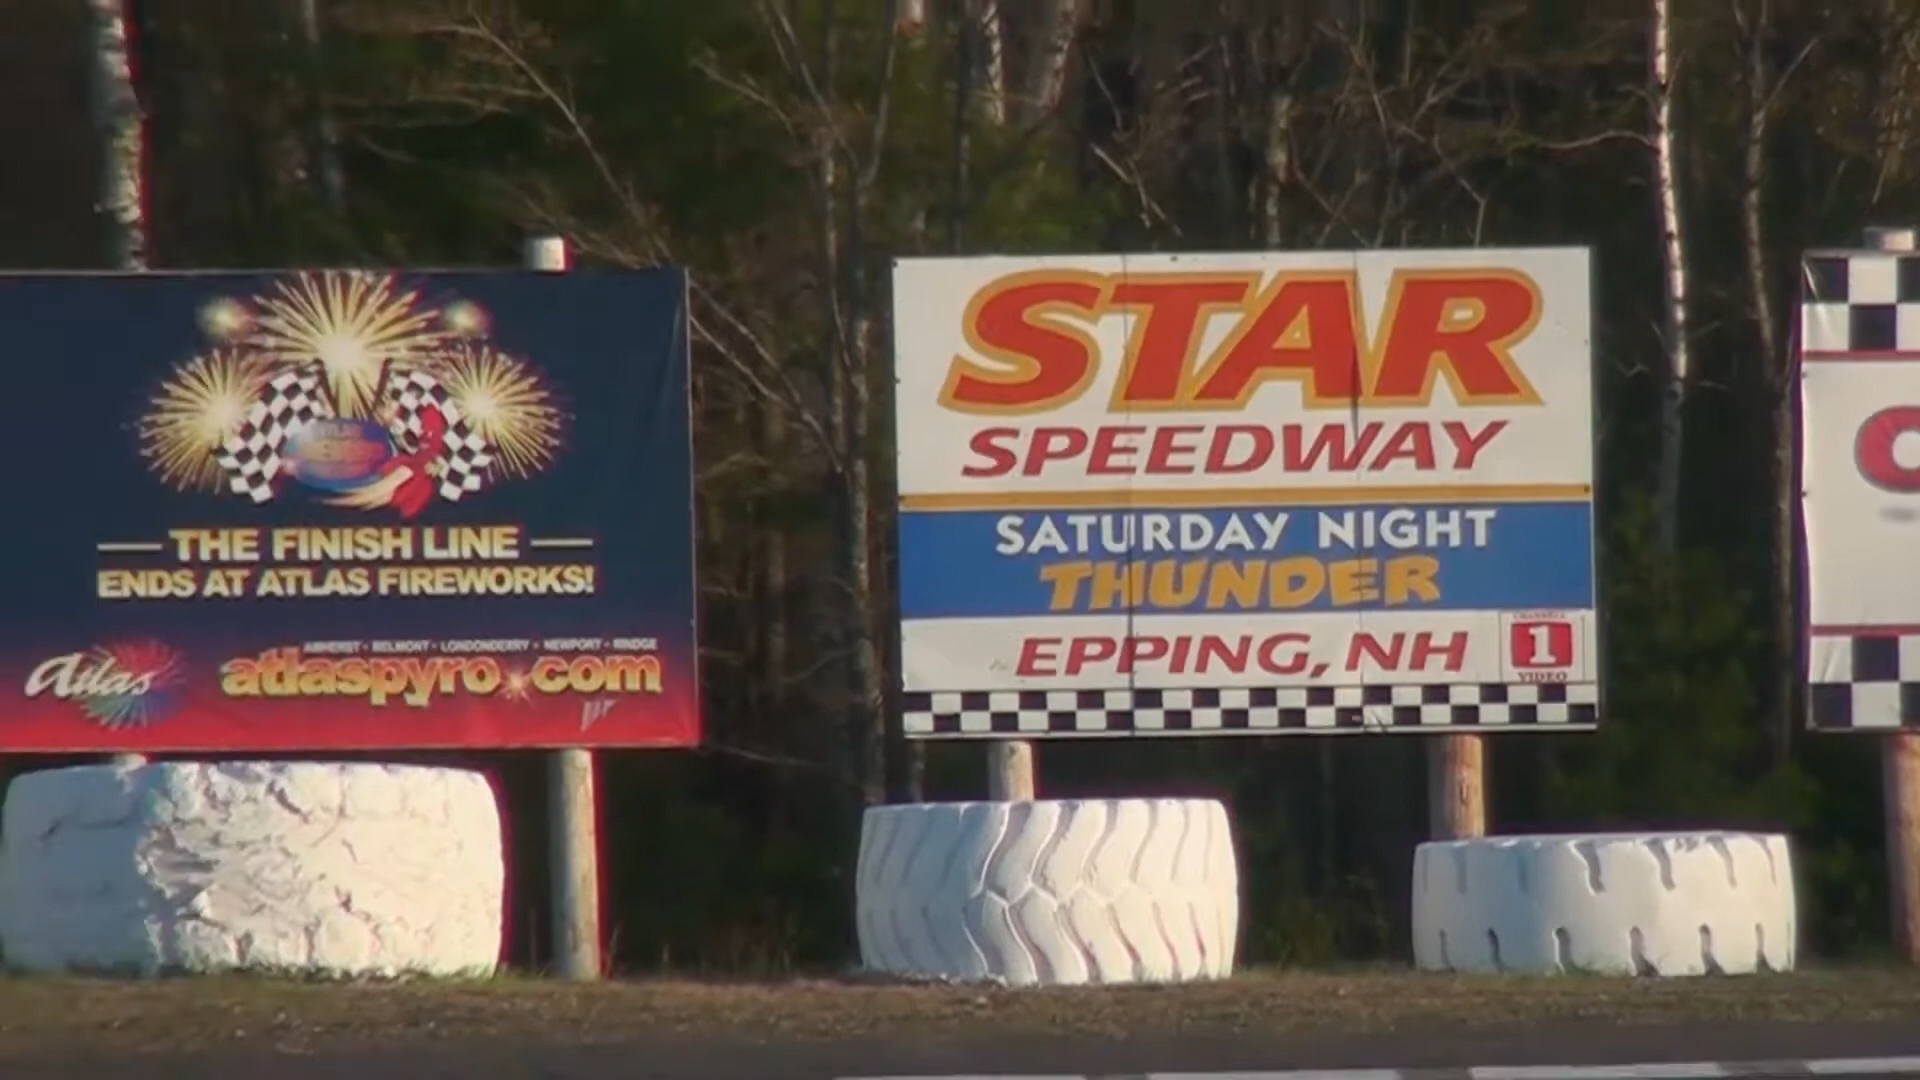 THE FINISH LINE
ENDS AT ATLAS FIREWORKS!
AMHERST - BELMONT - LONDONDERRY - NEWPORT - RINDGE
Atlas
atlaspyro.com
STAR
SPEEDWAY
SATURDAY NIGHT
THUNDER
EPPING, NH
CHANNEL
1
VIDEO